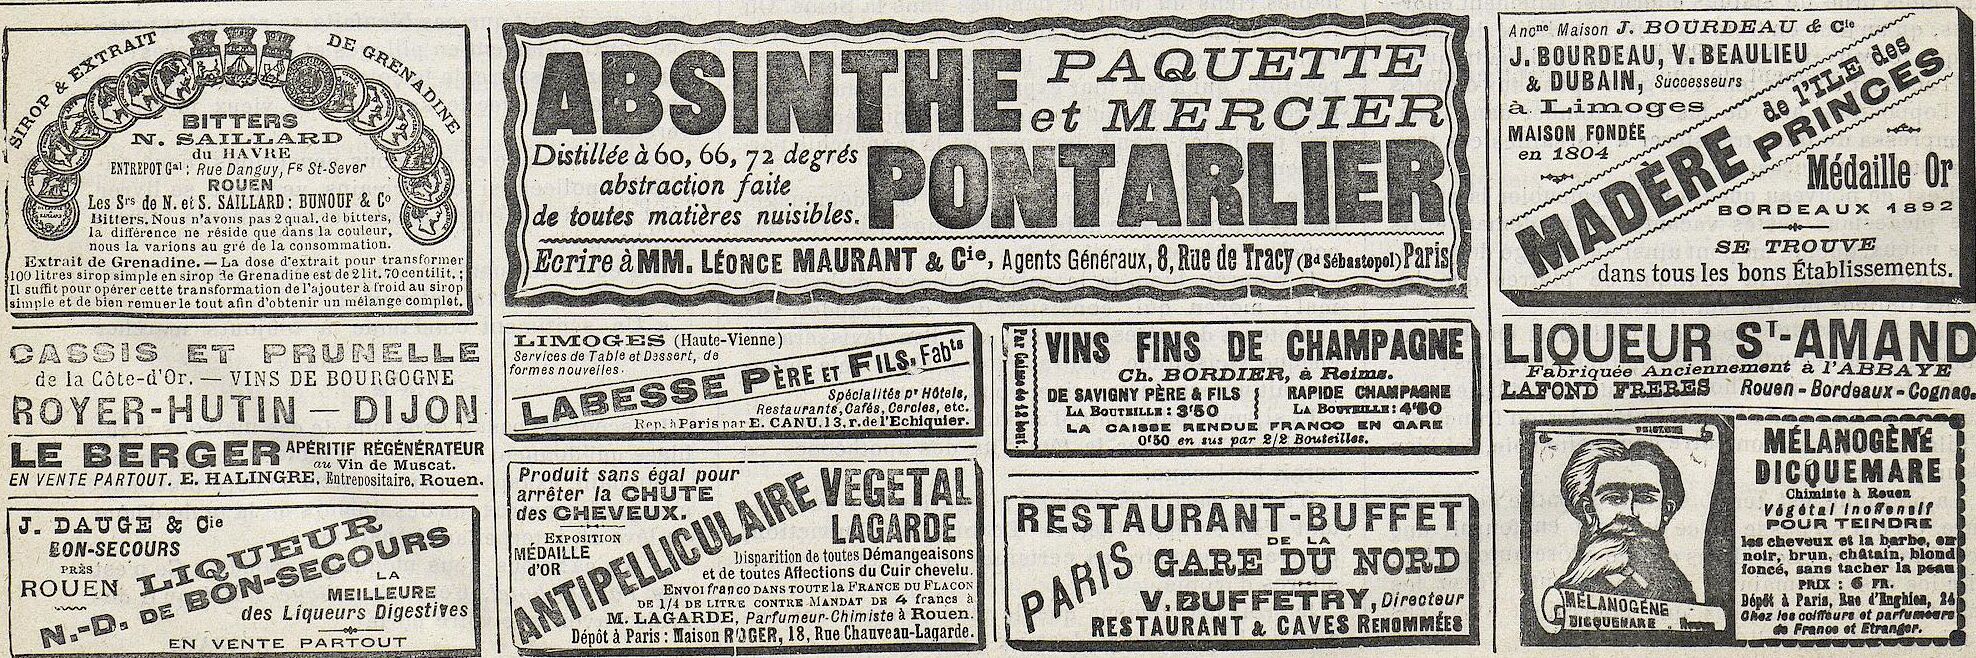 SIROP & EXTRAIT DE GRENADINE
BITTERS
N. SAILLARD
du HAVRE
ENTREPOT Gal : Rue Danguy, Fg St-Sever
ROUEN
Les Srs de N. et S. SAILLARD : BUNOUF & Co
Bitters. Nous n'avons pas 2 qual. de bitters,
la différence ne réside que dans la couleur,
nous la varions au gré de la consommation.
Extrait de Grenadine. — La dose d'extrait pour transformer
100 litres sirop simple en sirop de Grenadine est de 2 lit. 70 centilit. ;
Il suffit pour opérer cette transformation de l'ajouter à froid au sirop
simple et de bien remuer le tout afin d'obtenir un mélange complet.
CASSIS ET PRUNELLE
de la Côte-d'Or. — VINS DE BOURGOGNE
ROYER-HUTIN — DIJON
LE BERGER APÉRITIF RÉGÉNÉRATEUR
au Vin de Muscat.
EN VENTE PARTOUT. E. HALINGRE, Entrepositaire, Rouen.
J. DAUGE & Cie
BON-SECOURS
PRÈS
ROUEN
LIQUEUR
N.-D. DE BON-SECOURS
LA
MEILLEURE
des Liqueurs Digestives
EN VENTE PARTOUT
ABSINTHE PAQUETTE
et MERCIER
Distillée à 60, 66, 72 degrés
abstraction faite
de toutes matières nuisibles.
PONTARLIER
Ecrire à MM. LÉONCE MAURANT & Cie, Agents Généraux, 8, Rue de Tracy (Bd Sébastopol) Paris
LIMOGES (Haute-Vienne)
Services de Table et Dessert, de
formes nouvelles.
LABESSE PÈRE ET FILS, Fabts
Spécialités pr Hôtels,
Restaurants, Cafés, Cercles, etc.
Rep. à Paris par E. CANU, 13, r. de l'Echiquier.
Produit sans égal pour
arrêter la CHUTE
des CHEVEUX.
EXPOSITION
MÉDAILLE
d'OR
ANTIPELLICULAIRE VEGETAL
LAGARDE
Disparition de toutes Démangeaisons
et de toutes Affections du Cuir chevelu.
ENVOI franco DANS TOUTE la FRANCE DU FLACON
DE 1/4 DE LITRE CONTRE MANDAT DE 4 francs à
M. LAGARDE, Parfumeur-Chimiste à Rouen.
Dépôt à Paris : Maison ROGER, 18, Rue Chauveau-Lagarde.
Par Caisse de 12 bout.
VINS FINS DE CHAMPAGNE
Ch. BORDIER, à Reims.
DE SAVIGNY PÈRE & FILS
LA BOUTEILLE : 3'50
RAPIDE CHAMPAGNE
LA BOUTEILLE : 4'50
LA CAISSE RENDUE FRANCO EN GARE
0'50 en sus par 2/2 Bouteilles.
RESTAURANT-BUFFET
DE LA
PARIS GARE DU NORD
V. BUFFETRY, Directeur
RESTAURANT & CAVES RENOMMÉES
Ancne Maison J. BOURDEAU & Cie
J. BOURDEAU, V. BEAULIEU
& DUBAIN, Successeurs
à Limoges
MAISON FONDÉE
en 1804
MADÈRE de l'ILE des PRINCES
Médaille Or
BORDEAUX 1892
SE TROUVE
dans tous les bons Établissements.
LIQUEUR ST-AMAND
Fabriquée Anciennement à l'ABBAYE
LAFOND FRERES Rouen - Bordeaux - Cognac.
MÉLANOGÈNE
DICQUEMARE Rouen
MÉLANOGÈNE
DICQUEMARE
Chimiste à Rouen
Végétal Inoffensif
POUR TEINDRE
les cheveux et la barbe, en
noir, brun, châtain, blond
foncé, sans tacher la peau
PRIX : 6 FR.
Dépôt à Paris, Rue d'Enghien, 24
Chez les coiffeurs et parfumeurs
de France et Etranger.